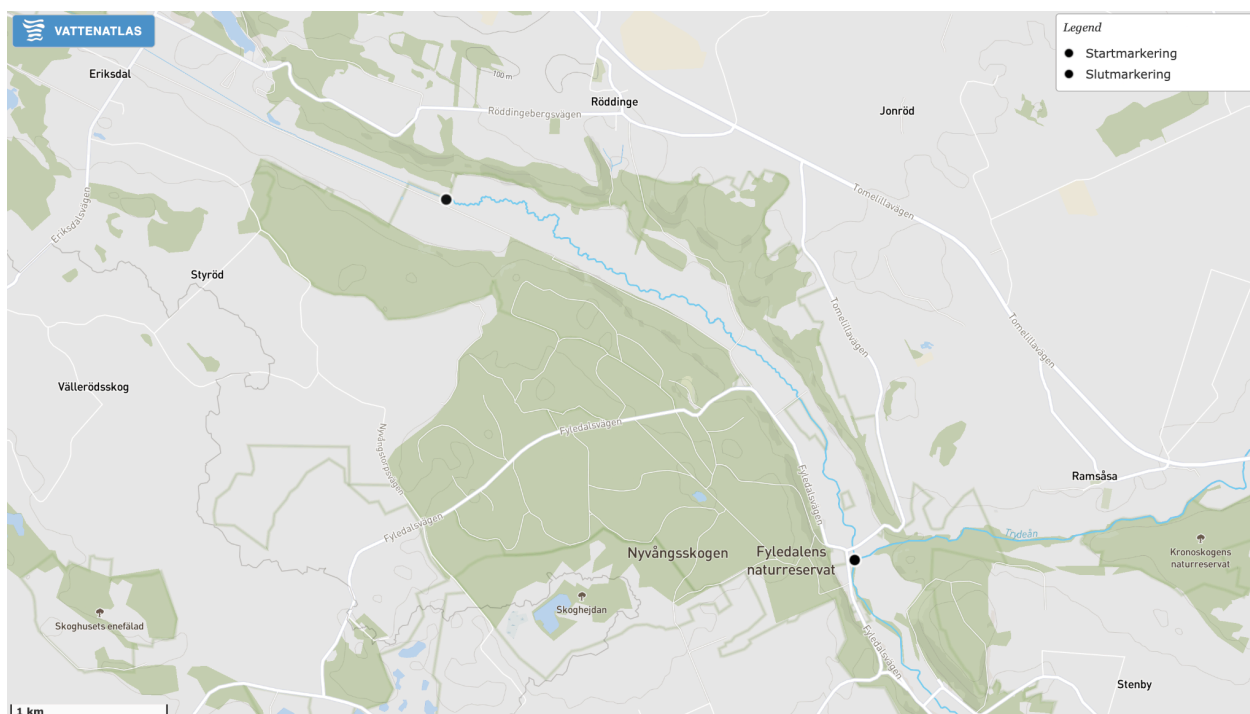 VATTENATLAS
Legend
Startmarkering
Slutmarkering
Eriksdal
100 m
Röddinge
Röddingebergsvägen
Jonröd
Tomelillavägen
Eriksdalsvägen
Styröd
Tomelillavägen
Tomelillavägen
Vällerödsskog
Fyledalsvägen
Nyvångstorpsvägen
Fyledalsvägen
Ramsåsa
Fyledalsvägen
Trydeån
Nyvångsskogen
Fyledalens
naturreservat
Kronoskogens
naturreservat
Skoghejdan
Skoghusets enefälad
Fyledalsvägen
Stenby
1 km